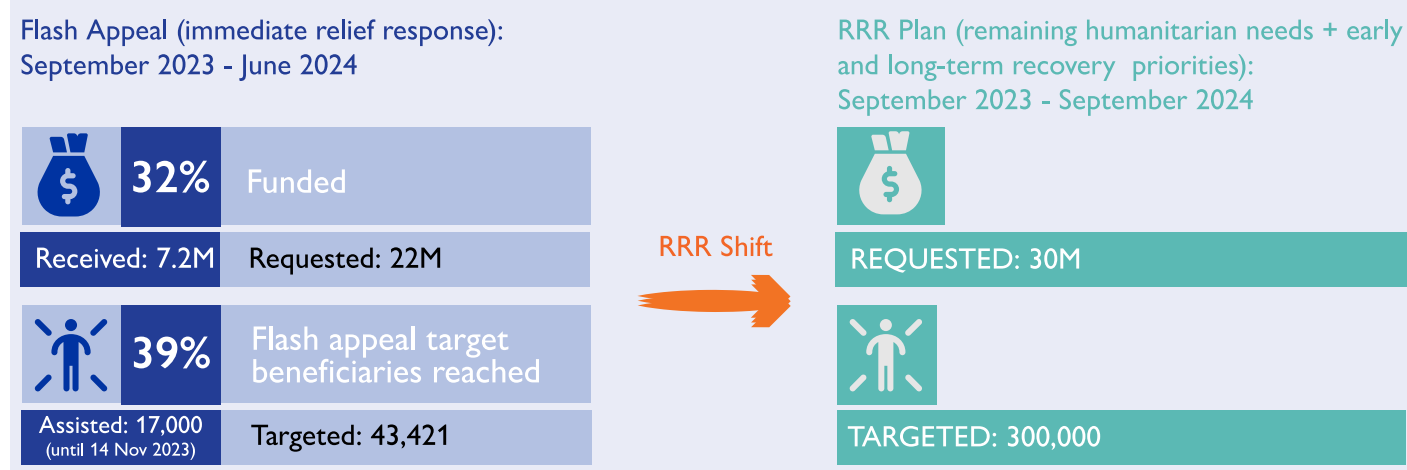 Flash Appeal (immediate relief response):
September 2023 - June 2024
$
32%
Funded
Received: 7.2M
Requested: 22M
39%
Flash appeal target
beneficiaries reached
Assisted: 17,000
(until 14 Nov 2023)
Targeted: 43,421
RRR Shift
RRR Plan (remaining humanitarian needs + early
and long-term recovery priorities):
September 2023 - September 2024
$
REQUESTED: 30M
TARGETED: 300,000